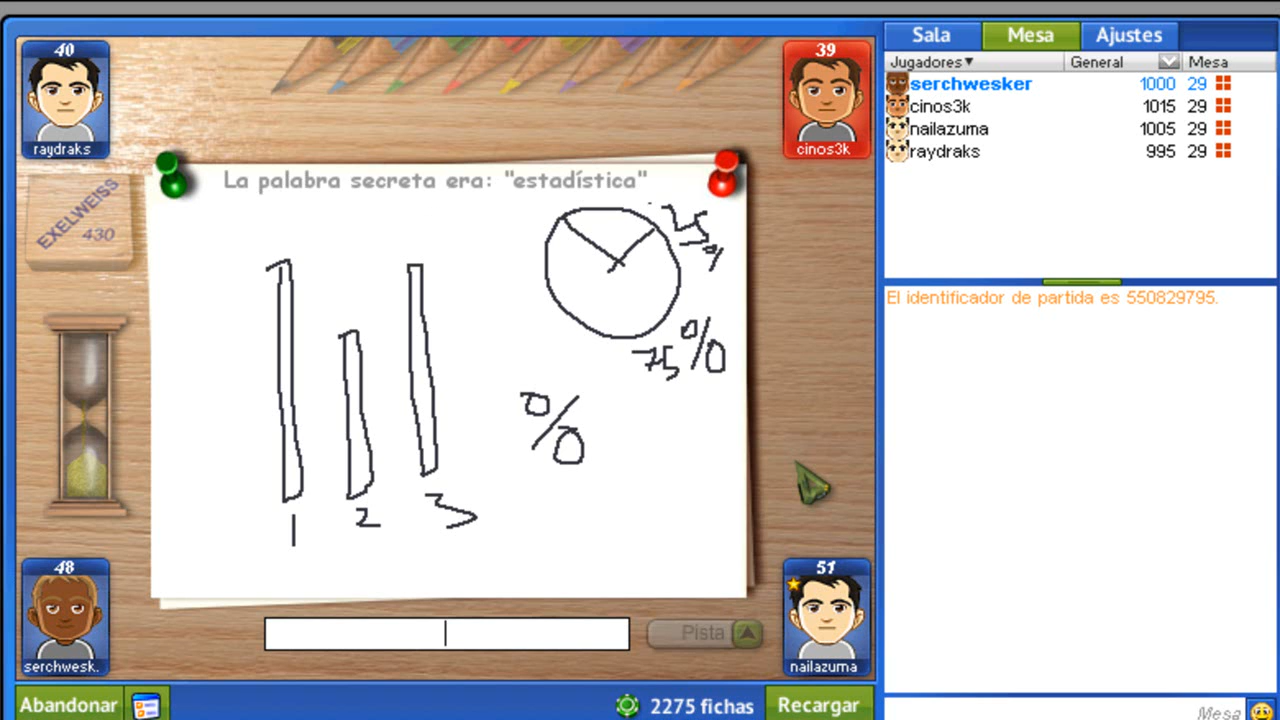 Sala Mesa Ajustes
Jugadores▼ General Mesa
serchwesker 1000 29
cinos3k 1015 29
nailazuma 1005 29
raydraks 995 29
El identificador de partida es 550829795.
40
raydraks
39
cinos3k
EXELWEISS
430
La palabra secreta era: "estadística"
25%
75%
%
1 2 3
48
serchwesk.
51
nailazuma
Pista
Abandonar
2275 fichas
Recargar
Mesa